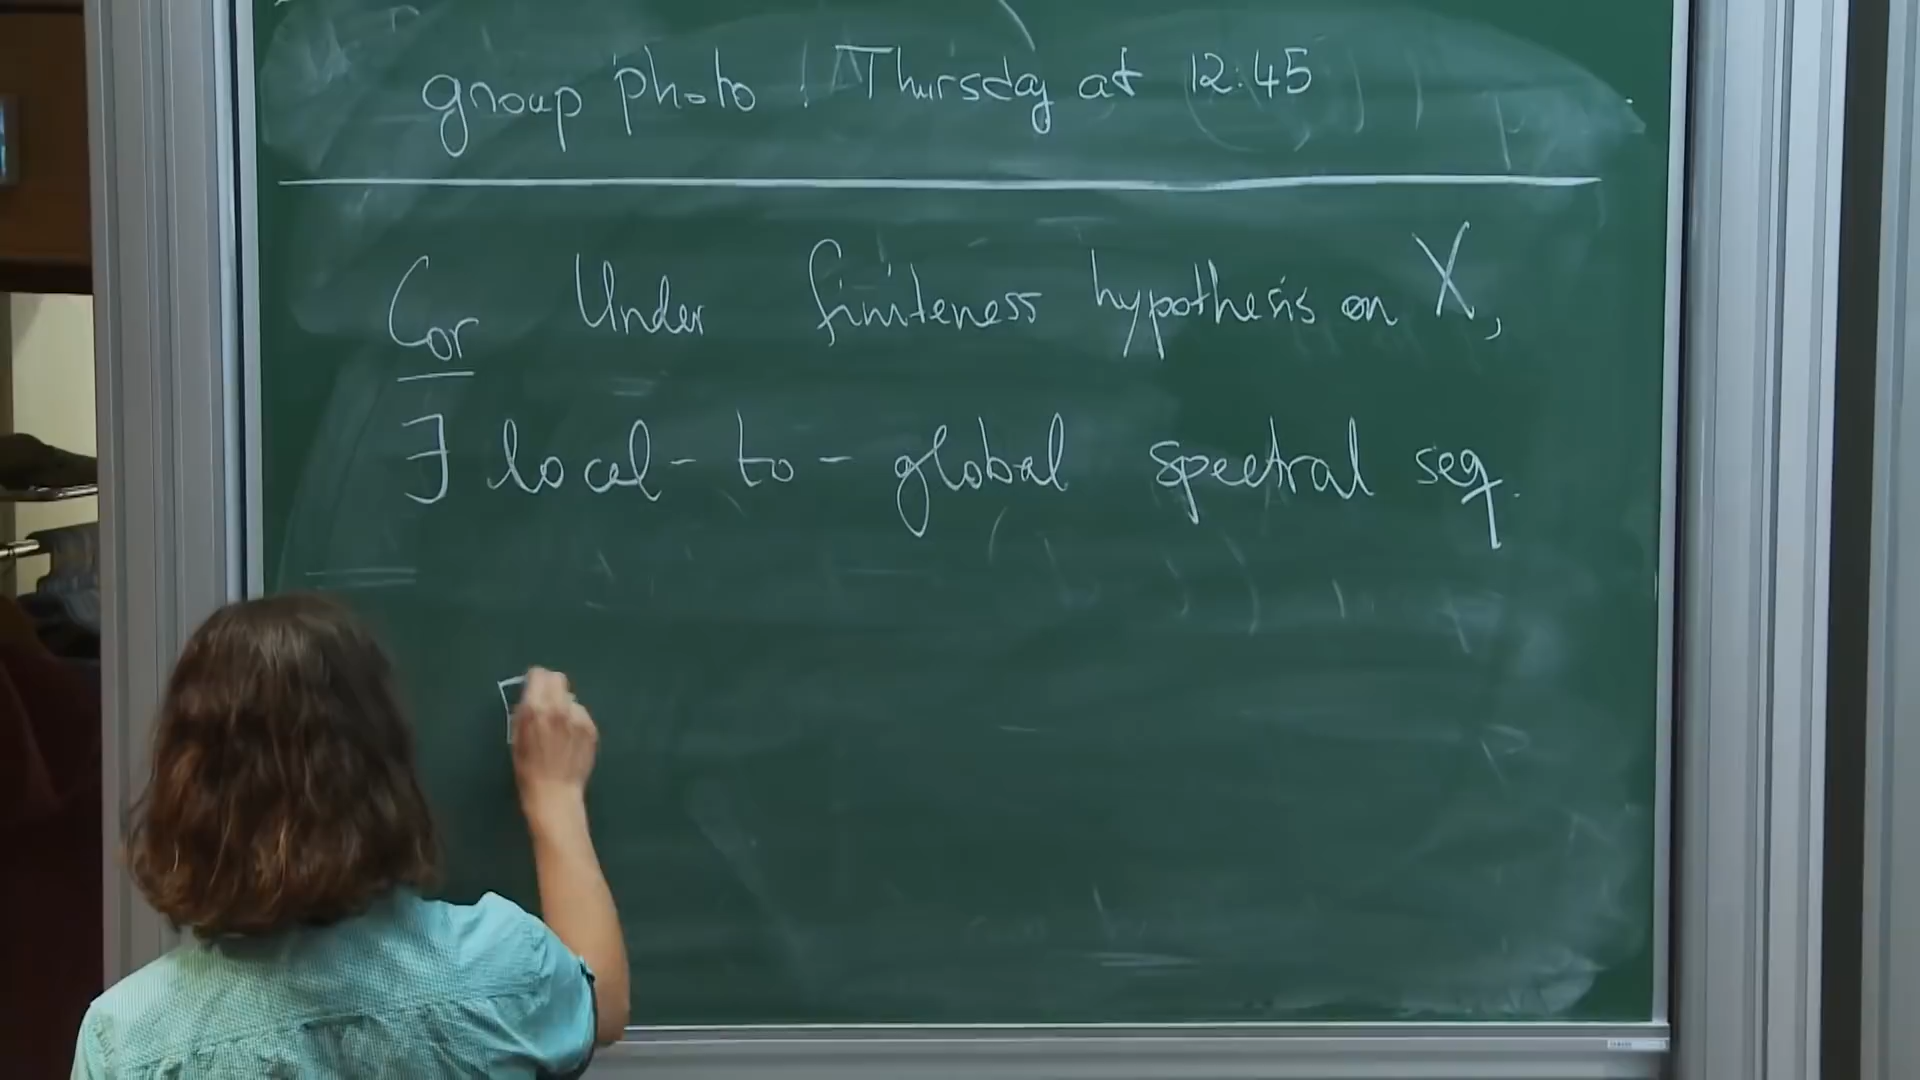 group photo ! Thursday at 12:45
Cor Under finiteness hypothesis on X,
∃ local-to-global spectral seq.